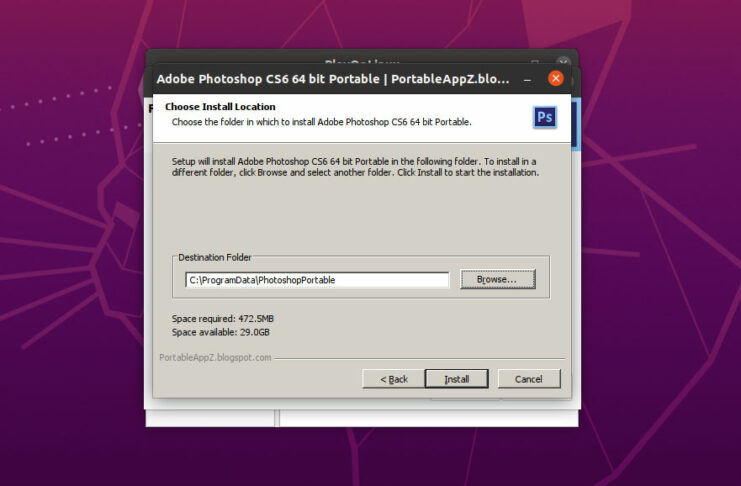 PlayOnLinux
Adobe Photoshop CS6 64 bit Portable | PortableAppZ.blo...
Choose Install Location
Choose the folder in which to install Adobe Photoshop CS6 64 bit Portable.
Ps
Setup will install Adobe Photoshop CS6 64 bit Portable in the following folder. To install in a
different folder, click Browse and select another folder. Click Install to start the installation.
Destination Folder
C:\ProgramData\PhotoshopPortable
Browse...
Space required: 472.5MB
Space available: 29.0GB
PortableAppZ.blogspot.com
< Back
Install
Cancel